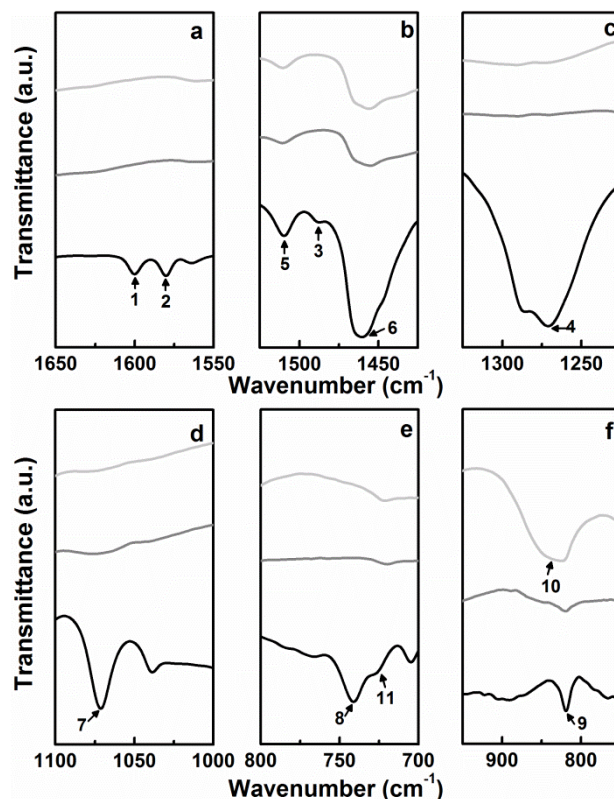 a b c
Transmittance (a.u.)
1 2
5 3
6
4
1650 1600 1550
1500 1450
1300 1250
Wavenumber (cm⁻¹)
d e f
Transmittance (a.u.)
7
8 11
10
9
1100 1050 1000
800 750 700
900 800
Wavenumber (cm⁻¹)